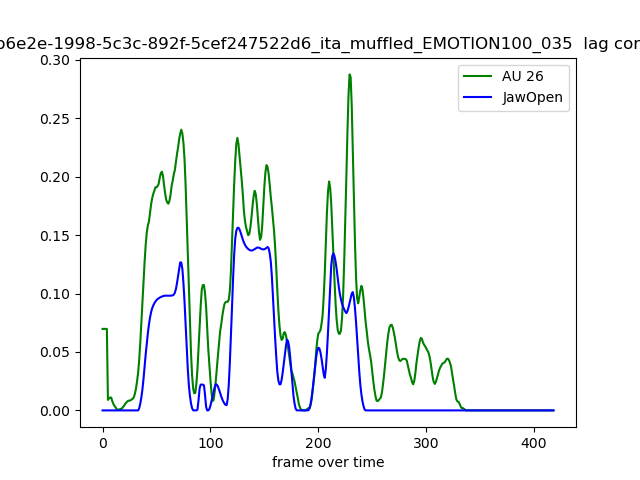 6e2e-1998-5c3c-892f-5cef247522d6_ita_muffled_EMOTION100_035 lag cor
AU 26
JawOpen
0.30
0.25
0.20
0.15
0.10
0.05
0.00
0 100 200 300 400
frame over time